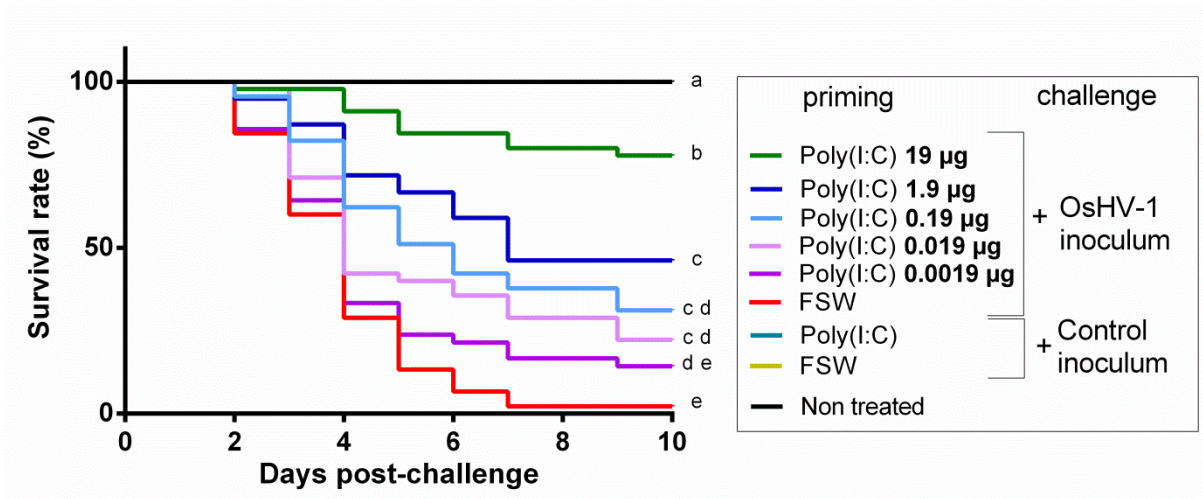 Survival rate (%)
100
50
0
0 2 4 6 8 10
Days post-challenge
a
b
c
c d
c d
d e
e
priming challenge
Poly(I:C) 19 µg
Poly(I:C) 1.9 µg
Poly(I:C) 0.19 µg
Poly(I:C) 0.019 µg
Poly(I:C) 0.0019 µg
FSW
+ OsHV-1
inoculum
Poly(I:C)
FSW
+ Control
inoculum
Non treated